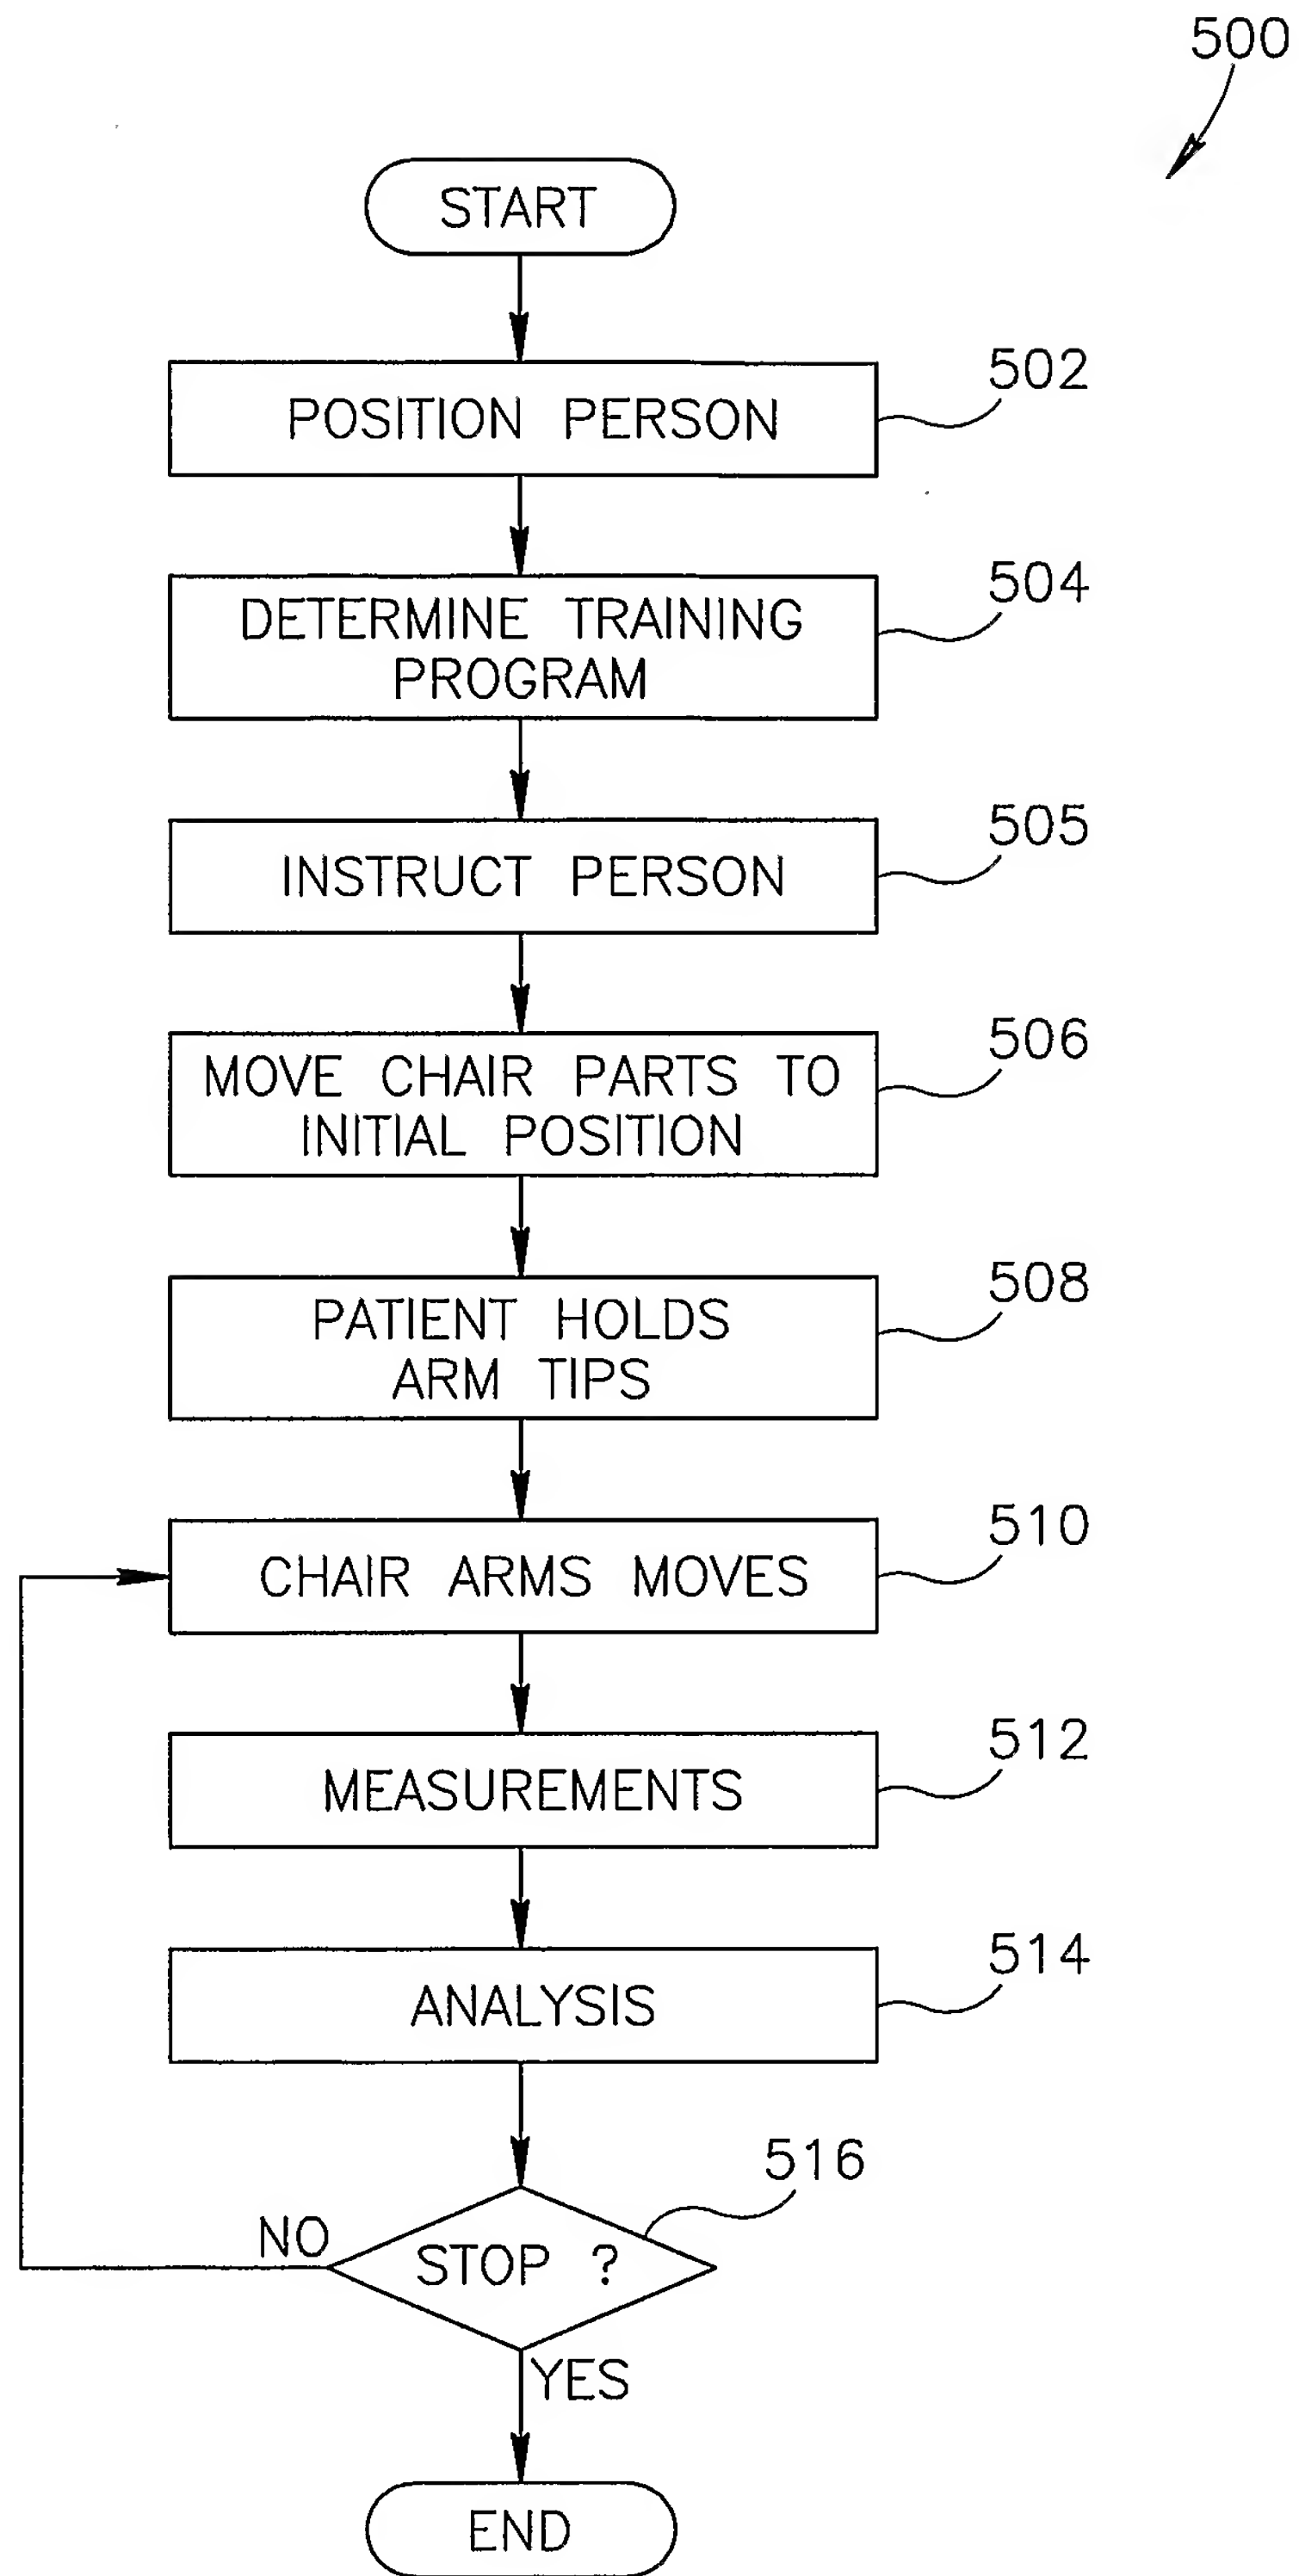 500
START
502
POSITION PERSON
504
DETERMINE TRAINING
PROGRAM
505
INSTRUCT PERSON
506
MOVE CHAIR PARTS TO
INITIAL POSITION
508
PATIENT HOLDS
ARM TIPS
510
CHAIR ARMS MOVES
512
MEASUREMENTS
514
ANALYSIS
516
NO
STOP ?
YES
END